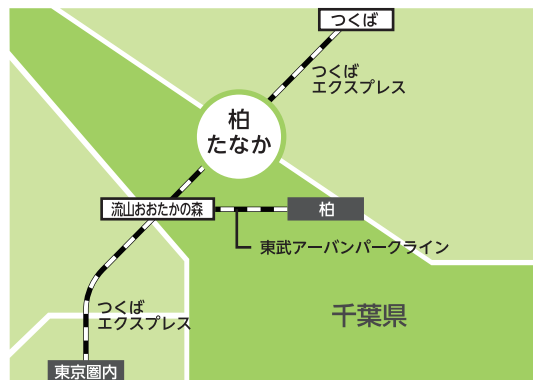 つくば
つくば
エクスプレス
柏
たなか
流山おおたかの森
柏
東武アーバンパークライン
千葉県
つくば
エクスプレス
東京圏内